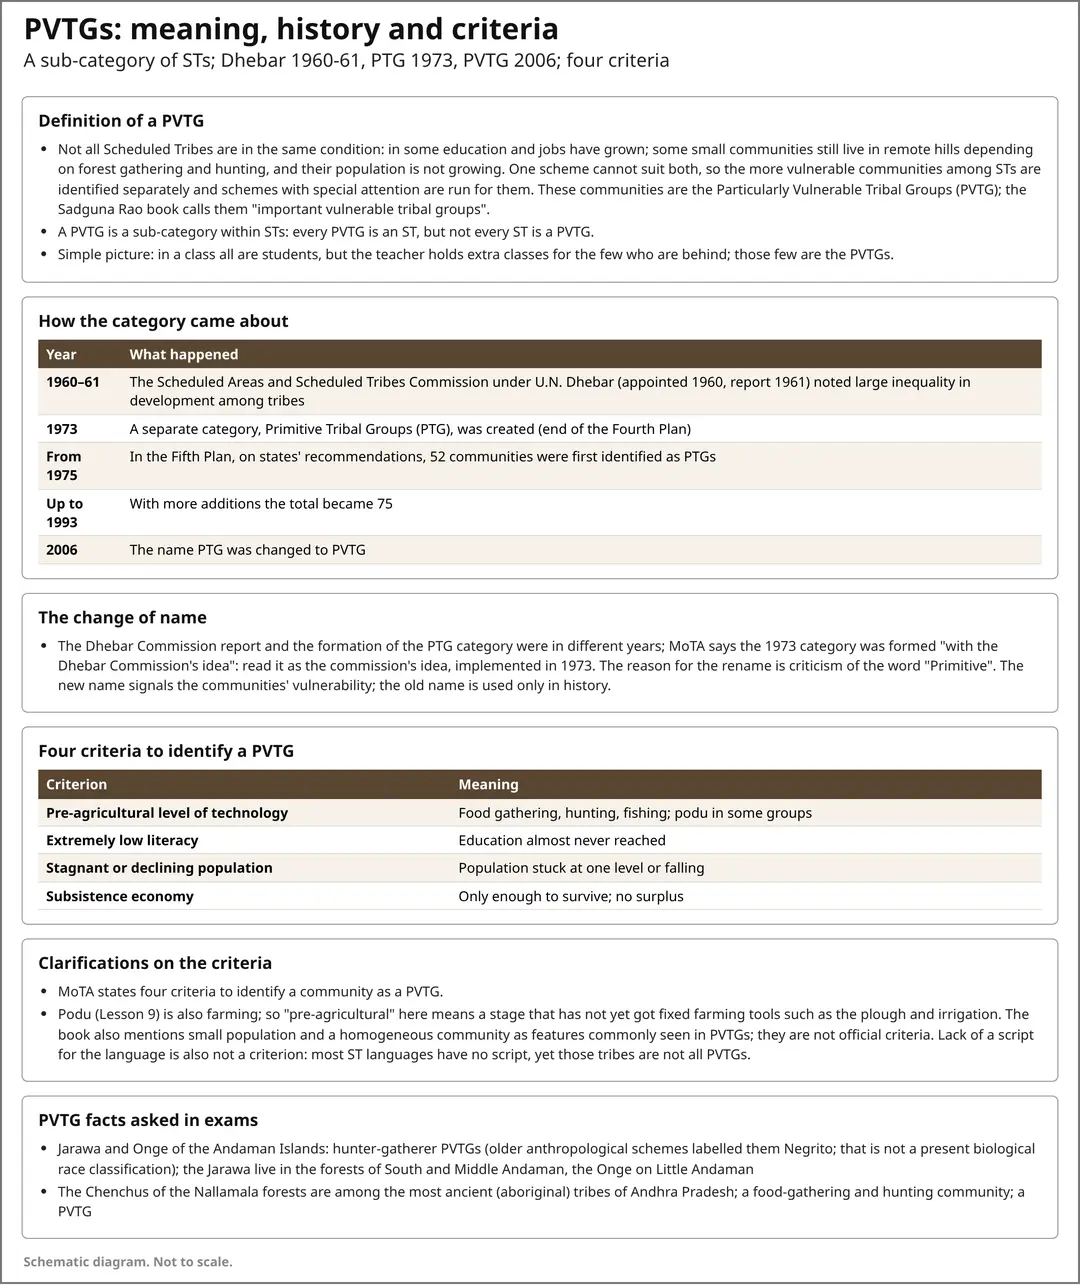 PVTGs: meaning, history and criteria
A sub-category of STs; Dhebar 1960-61, PTG 1973, PVTG 2006; four criteria
Definition of a PVTG
• Not all Scheduled Tribes are in the same condition: in some education and jobs have grown; some small communities still live in remote hills depending
on forest gathering and hunting, and their population is not growing. One scheme cannot suit both, so the more vulnerable communities among STs are
identified separately and schemes with special attention are run for them. These communities are the Particularly Vulnerable Tribal Groups (PVTG); the
Sadguna Rao book calls them "important vulnerable tribal groups".
• A PVTG is a sub-category within STs: every PVTG is an ST, but not every ST is a PVTG.
• Simple picture: in a class all are students, but the teacher holds extra classes for the few who are behind; those few are the PVTGs.
How the category came about
Year What happened
1960–61 The Scheduled Areas and Scheduled Tribes Commission under U.N. Dhebar (appointed 1960, report 1961) noted large inequality in
development among tribes
1973 A separate category, Primitive Tribal Groups (PTG), was created (end of the Fourth Plan)
From In the Fifth Plan, on states' recommendations, 52 communities were first identified as PTGs
1975
Up to With more additions the total became 75
1993
2006 The name PTG was changed to PVTG
The change of name
• The Dhebar Commission report and the formation of the PTG category were in different years; MoTA says the 1973 category was formed "with the
Dhebar Commission's idea": read it as the commission's idea, implemented in 1973. The reason for the rename is criticism of the word "Primitive". The
new name signals the communities' vulnerability; the old name is used only in history.
Four criteria to identify a PVTG
Criterion Meaning
Pre-agricultural level of technology Food gathering, hunting, fishing; podu in some groups
Extremely low literacy Education almost never reached
Stagnant or declining population Population stuck at one level or falling
Subsistence economy Only enough to survive; no surplus
Clarifications on the criteria
• MoTA states four criteria to identify a community as a PVTG.
• Podu (Lesson 9) is also farming; so "pre-agricultural" here means a stage that has not yet got fixed farming tools such as the plough and irrigation. The
book also mentions small population and a homogeneous community as features commonly seen in PVTGs; they are not official criteria. Lack of a script
for the language is also not a criterion: most ST languages have no script, yet those tribes are not all PVTGs.
PVTG facts asked in exams
• Jarawa and Onge of the Andaman Islands: hunter-gatherer PVTGs (older anthropological schemes labelled them Negrito; that is not a present biological
race classification); the Jarawa live in the forests of South and Middle Andaman, the Onge on Little Andaman
• The Chenchus of the Nallamala forests are among the most ancient (aboriginal) tribes of Andhra Pradesh; a food-gathering and hunting community; a
PVTG
Schematic diagram. Not to scale.